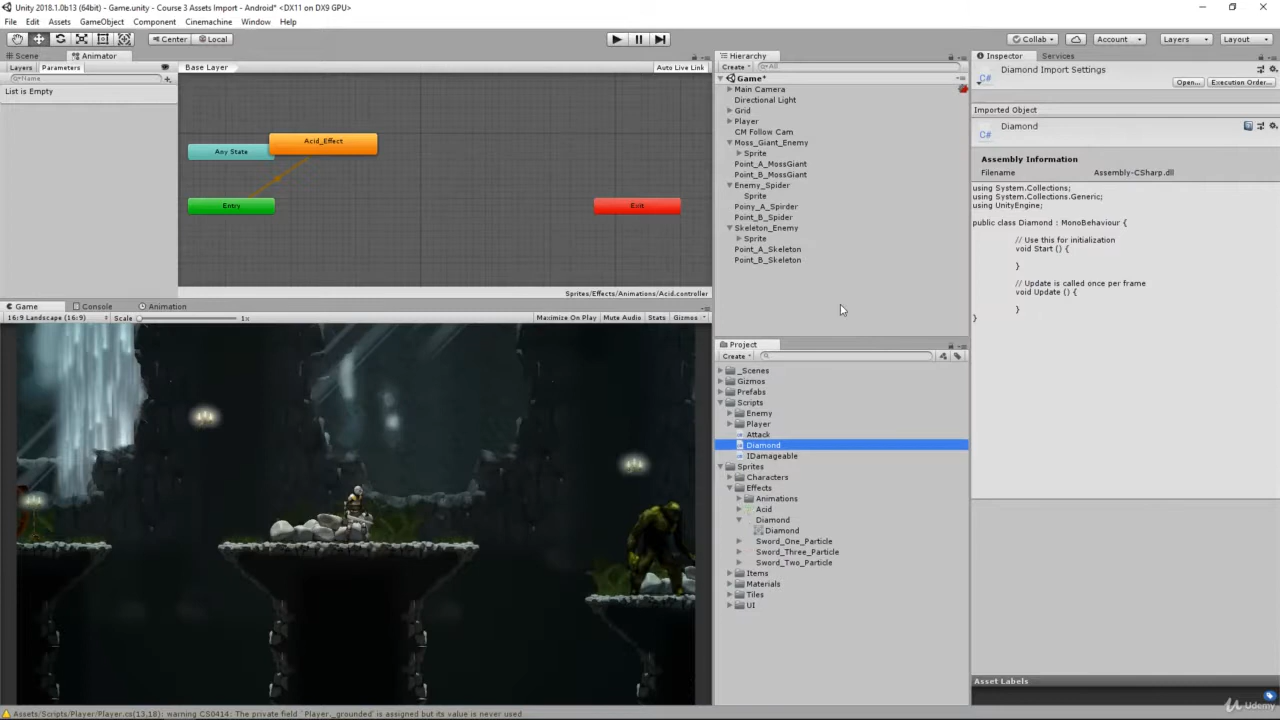 Unity 2018.1.0b13 (64bit) - Game.unity - Course 3 Assets Import - Android* <DX11 on DX9 GPU>
File Edit Assets GameObject Component Cinemachine Window Help
Center Local
Collab Account Layers Layout
Scene Animator
Layers Parameters
Name
List is Empty
Base Layer
Auto Live Link
Acid_Effect
Any State
Entry
Exit
Sprites/Effects/Animations/Acid.controller
Game Console Animation
16:9 Landscape (16:9) Scale 1x Maximize On Play Mute Audio Stats Gizmos
Hierarchy
Create All
Game*
Main Camera
Directional Light
Grid
Player
CM Follow Cam
Moss_Giant_Enemy
Sprite
Point_A_MossGiant
Point_B_MossGiant
Enemy_Spider
Sprite
Poiny_A_Spirder
Point_B_Spider
Skeleton_Enemy
Sprite
Point_A_Skeleton
Point_B_Skeleton
Project
Create
_Scenes
Gizmos
Prefabs
Scripts
Enemy
Player
Attack
Diamond
IDamageable
Sprites
Characters
Effects
Animations
Acid
Diamond
Diamond
Sword_One_Particle
Sword_Three_Particle
Sword_Two_Particle
Items
Materials
Tiles
UI
Inspector Services
Diamond Import Settings
C#
Open... Execution Order...
Imported Object
Diamond
C#
Assembly Information
Filename Assembly-CSharp.dll
using System.Collections;
using System.Collections.Generic;
using UnityEngine;
public class Diamond : MonoBehaviour {
// Use this for initialization
void Start () {
}
// Update is called once per frame
void Update () {
}
}
Asset Labels
Udemy
Assets/Scripts/Player/Player.cs(13,18): warning CS0414: The private field `Player._grounded' is assigned but its value is never used